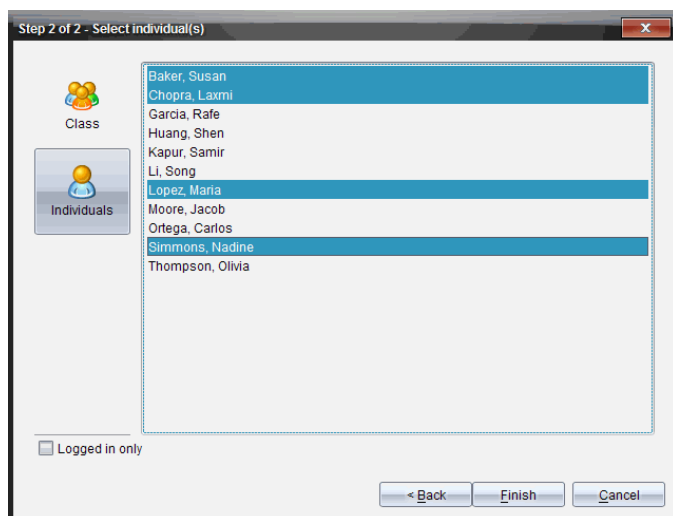 Step 2 of 2 - Select individual(s)
Class
Individuals
Baker, Susan
Chopra, Laxmi
Garcia, Rafe
Huang, Shen
Kapur, Samir
Li, Song
Lopez, Maria
Moore, Jacob
Ortega, Carlos
Simmons, Nadine
Thompson, Olivia
Logged in only
< Back
Finish
Cancel